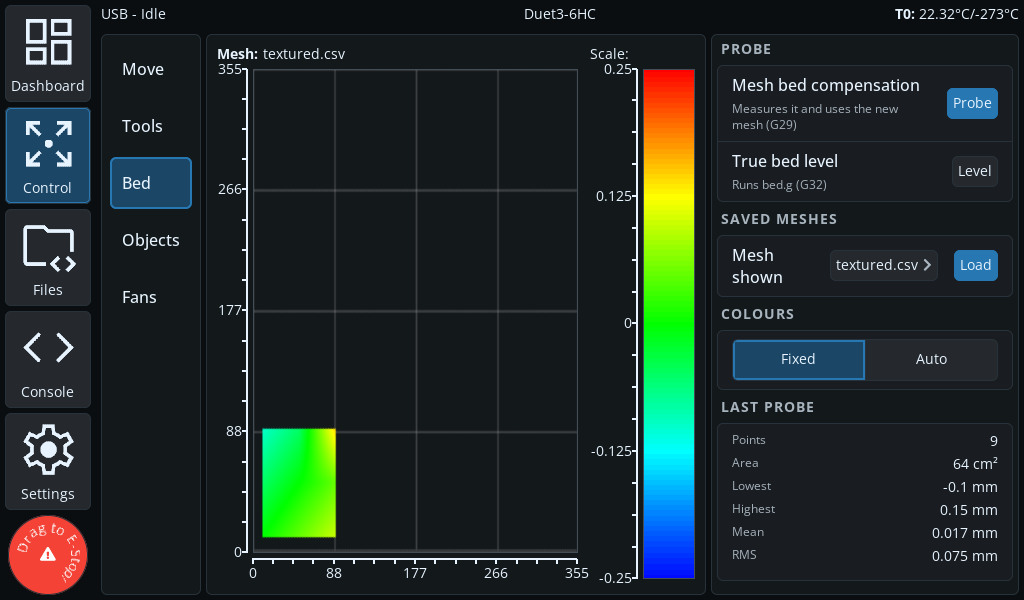 USB - Idle
Duet3-6HC
T0: 22.32°C/-273°C
Dashboard
Control
Files
Console
Settings
Drag to E-Stop!
Move
Tools
Bed
Objects
Fans
Mesh: textured.csv
Scale:
355
266
177
88
0
0
88
177
266
355
0.25
0.125
0
-0.125
-0.25
PROBE
Mesh bed compensation
Measures it and uses the new
mesh (G29)
Probe
True bed level
Runs bed.g (G32)
Level
SAVED MESHES
Mesh
shown
textured.csv
Load
COLOURS
Fixed
Auto
LAST PROBE
Points 9
Area 64 cm²
Lowest -0.1 mm
Highest 0.15 mm
Mean 0.017 mm
RMS 0.075 mm